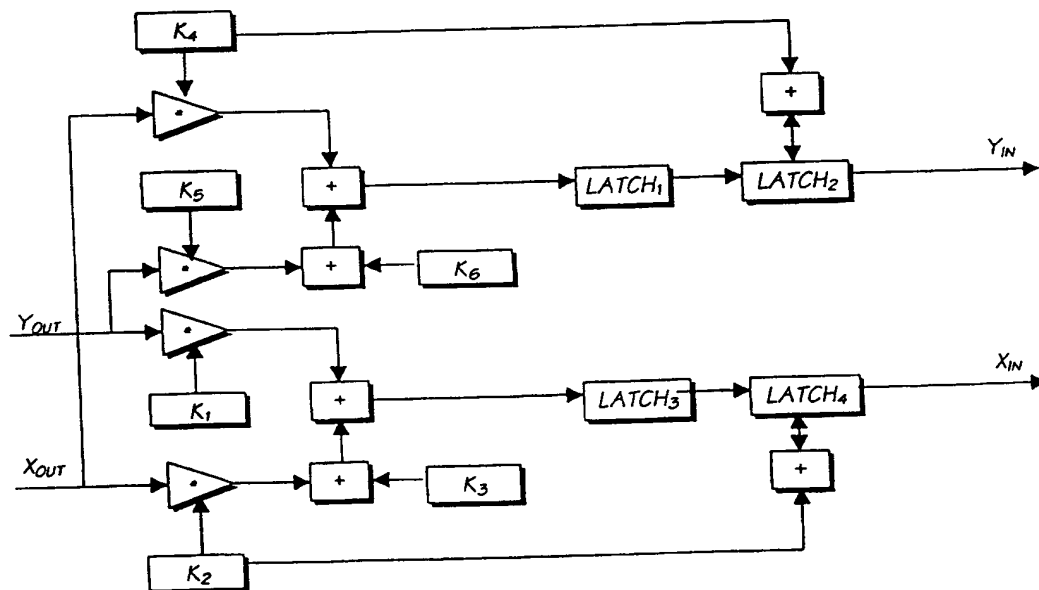 K4
+
*
K5
+
LATCH1
LATCH2
YIN
*
+
K6
YOUT
*
XIN
K1
+
LATCH3
LATCH4
XOUT
*
+
K3
+
K2